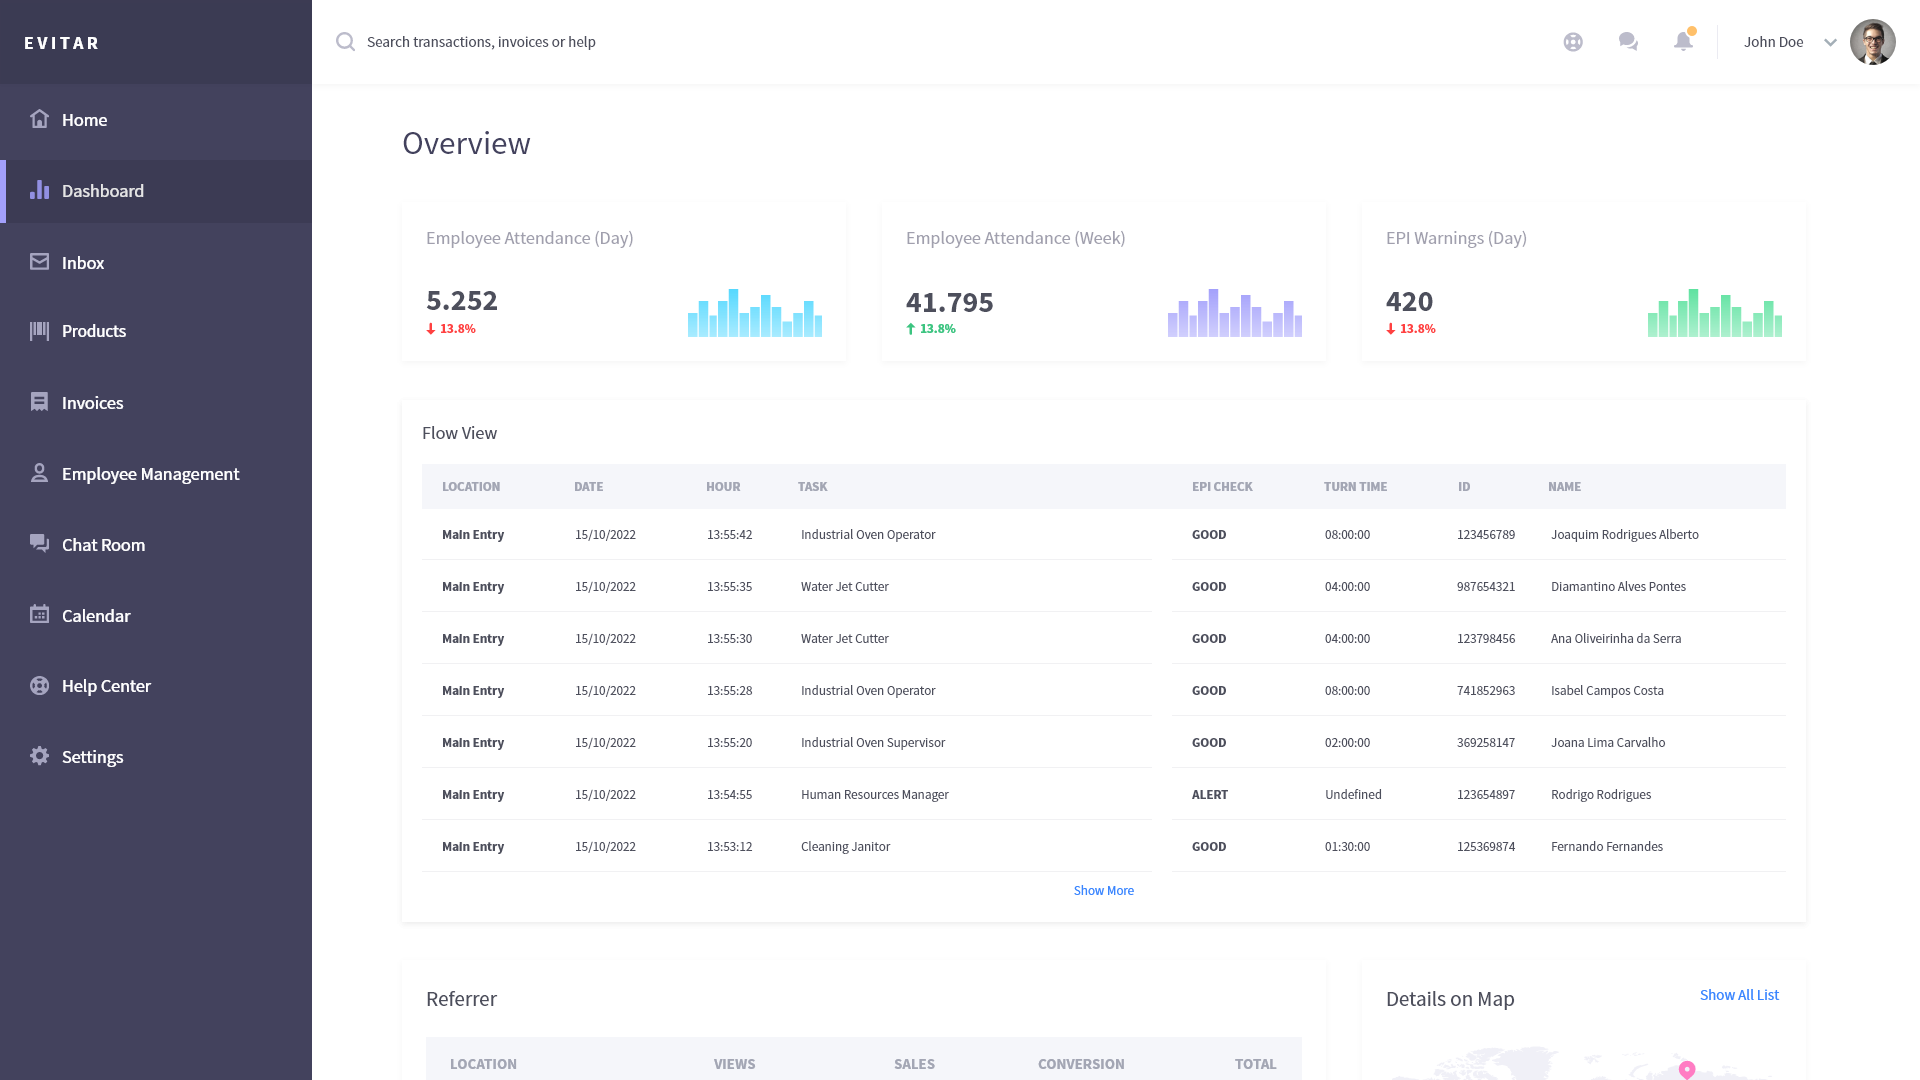 EVITAR
Search transactions, invoices or help
John Doe
Home
Dashboard
Inbox
Products
Invoices
Employee Management
Chat Room
Calendar
Help Center
Settings
Overview
Employee Attendance (Day)
5.252
13.8%
Employee Attendance (Week)
41.795
13.8%
EPI Warnings (Day)
420
13.8%
Flow View
LOCATION DATE HOUR TASK EPI CHECK TURN TIME ID NAME
Main Entry 15/10/2022 13:55:42 Industrial Oven Operator GOOD 08:00:00 123456789 Joaquim Rodrigues Alberto
Main Entry 15/10/2022 13:55:35 Water Jet Cutter GOOD 04:00:00 987654321 Diamantino Alves Pontes
Main Entry 15/10/2022 13:55:30 Water Jet Cutter GOOD 04:00:00 123798456 Ana Oliveirinha da Serra
Main Entry 15/10/2022 13:55:28 Industrial Oven Operator GOOD 08:00:00 741852963 Isabel Campos Costa
Main Entry 15/10/2022 13:55:20 Industrial Oven Supervisor GOOD 02:00:00 369258147 Joana Lima Carvalho
Main Entry 15/10/2022 13:54:55 Human Resources Manager ALERT Undefined 123654897 Rodrigo Rodrigues
Main Entry 15/10/2022 13:53:12 Cleaning Janitor GOOD 01:30:00 125369874 Fernando Fernandes
Show More
Referrer
LOCATION VIEWS SALES CONVERSION TOTAL
Details on Map
Show All List